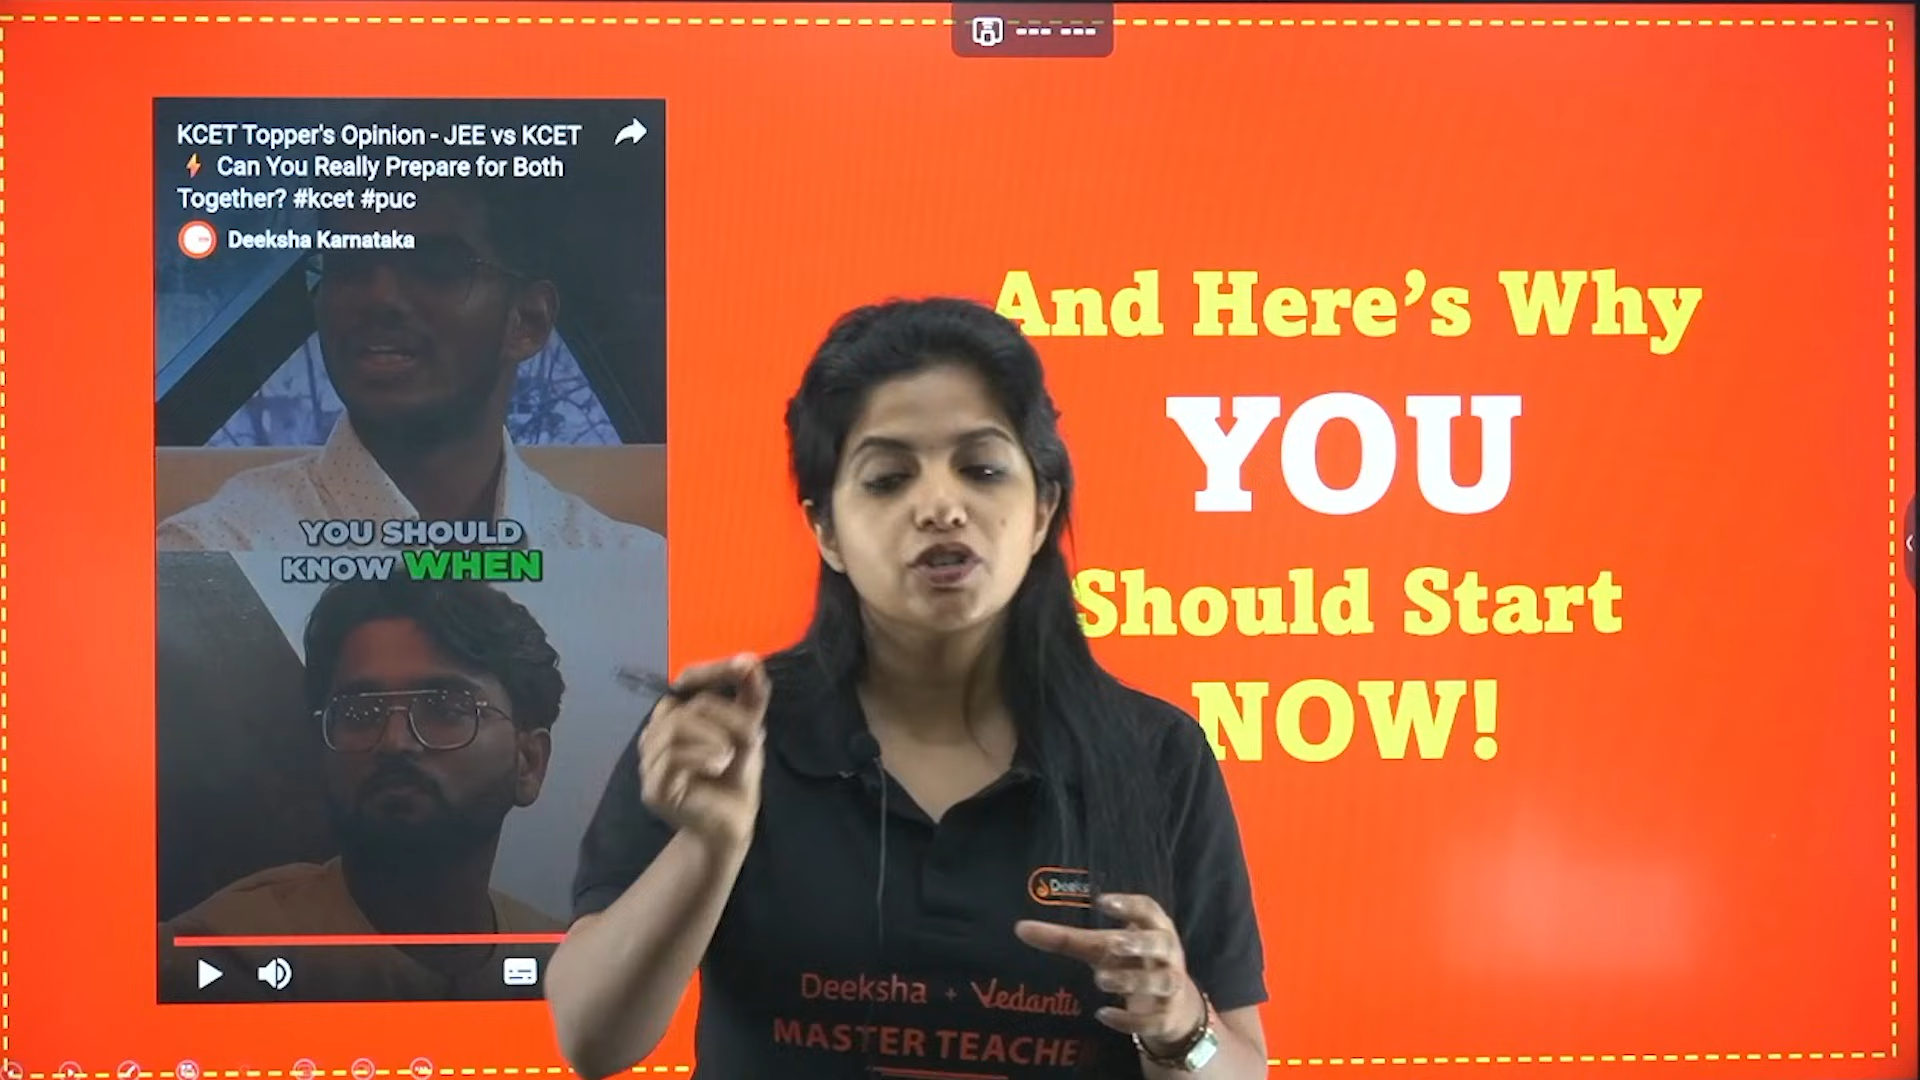 KCET Topper's Opinion - JEE vs KCET
⚡ Can You Really Prepare for Both
Together? #kcet #puc
Deeksha Karnataka
YOU SHOULD
KNOW WHEN
And Here's Why
YOU
Should Start
NOW!
Deeksha + Vedantu
MASTER TEACHE